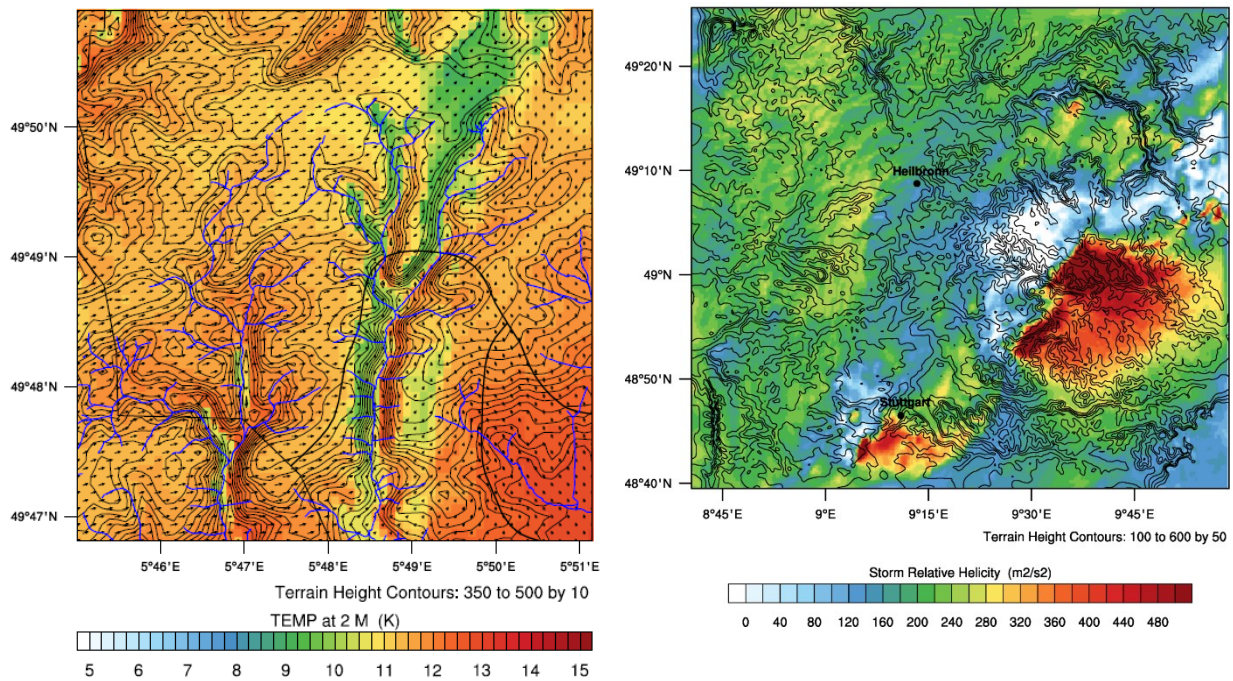 49°50'N
49°49'N
49°48'N
49°47'N
5°46'E 5°47'E 5°48'E 5°49'E 5°50'E 5°51'E
Terrain Height Contours: 350 to 500 by 10
TEMP at 2 M (K)
5 6 7 8 9 10 11 12 13 14 15
49°20'N
49°10'N
49°N
48°50'N
48°40'N
Heilbronn
Stuttgart
8°45'E 9°E 9°15'E 9°30'E 9°45'E
Terrain Height Contours: 100 to 600 by 50
Storm Relative Helicity (m2/s2)
0 40 80 120 160 200 240 280 320 360 400 440 480